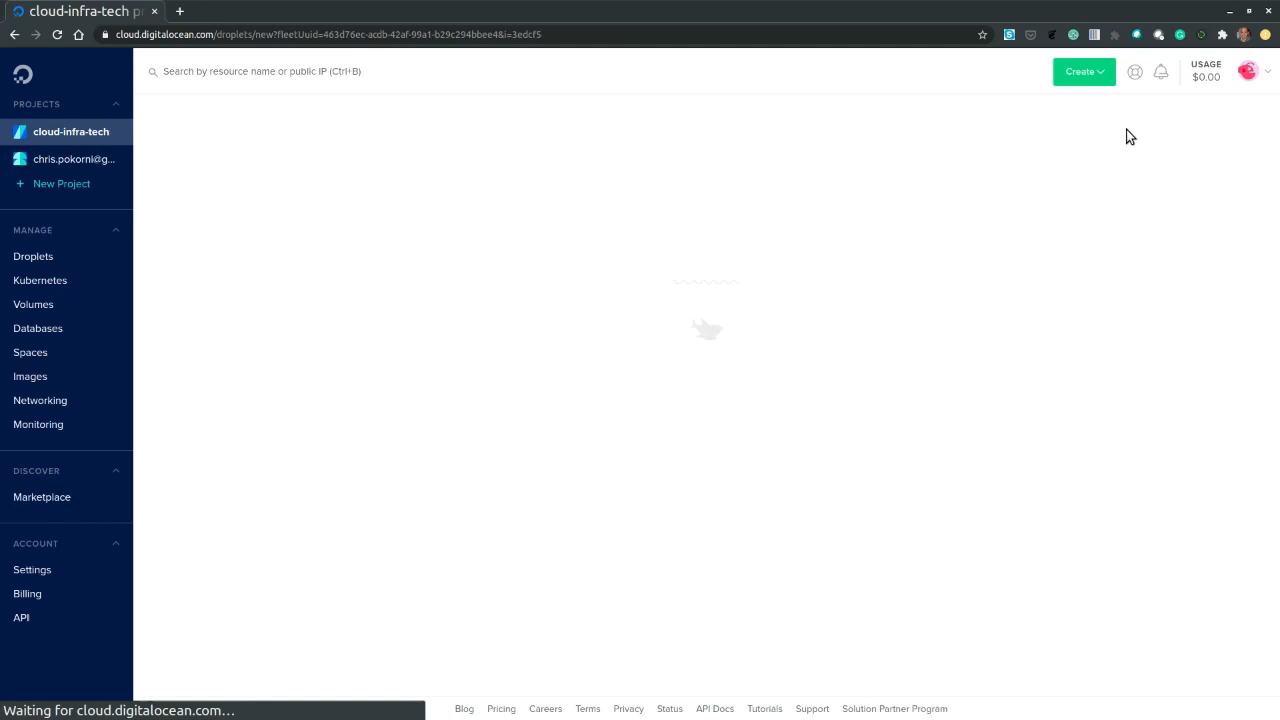 cloud-infra-tech pr
cloud.digitalocean.com/droplets/new?fleetUuid=463d76ec-acdb-42af-99a1-b29c294bbee4&i=3edcf5
Search by resource name or public IP (Ctrl+B)
Create
USAGE
$0.00
PROJECTS
cloud-infra-tech
chris.pokorni@g...
+ New Project
MANAGE
Droplets
Kubernetes
Volumes
Databases
Spaces
Images
Networking
Monitoring
DISCOVER
Marketplace
ACCOUNT
Settings
Billing
API
Waiting for cloud.digitalocean.com...
Blog Pricing Careers Terms Privacy Status API Docs Tutorials Support Solution Partner Program